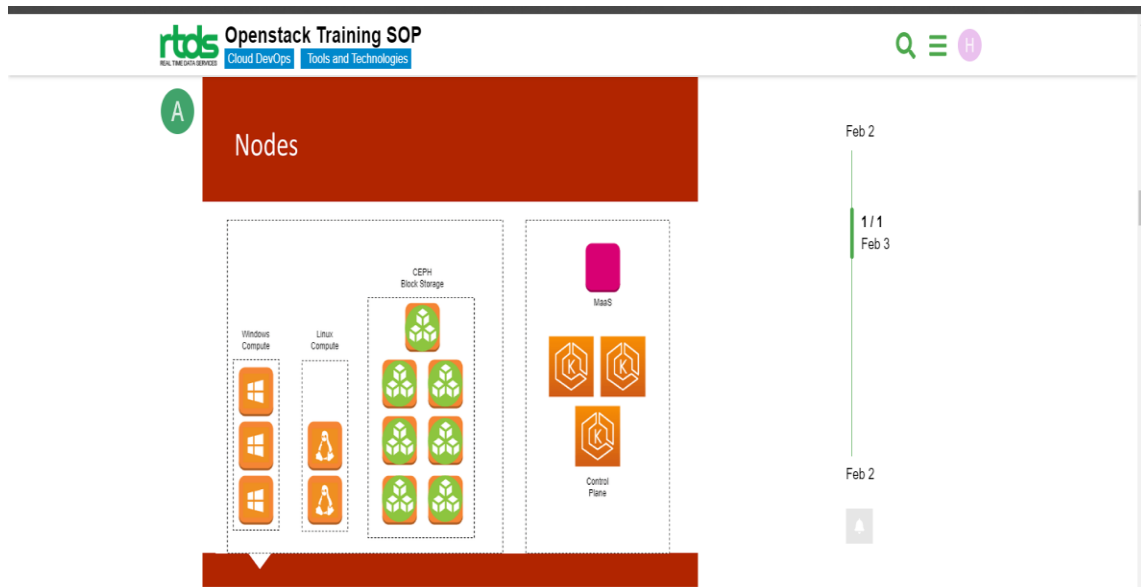 rtds
REAL TIME DATA SERVICES
Openstack Training SOP
Cloud DevOps Tools and Technologies
H
A
Nodes
Feb 2
1 / 1
Feb 3
CEPH
Block Storage
MaaS
Windows
Compute
Linux
Compute
K K
K
Control
Plane
Feb 2